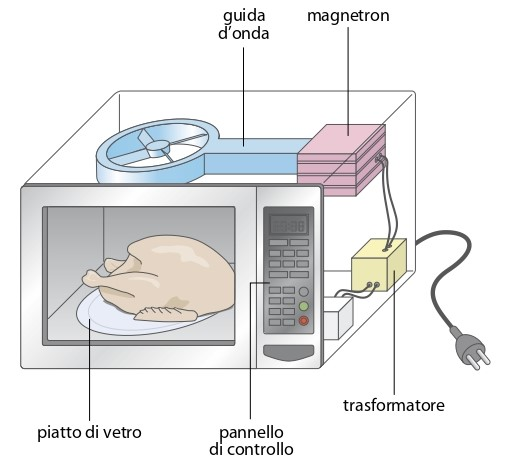 guida
d'onda
magnetron
trasformatore
piatto di vetro
pannello
di controllo